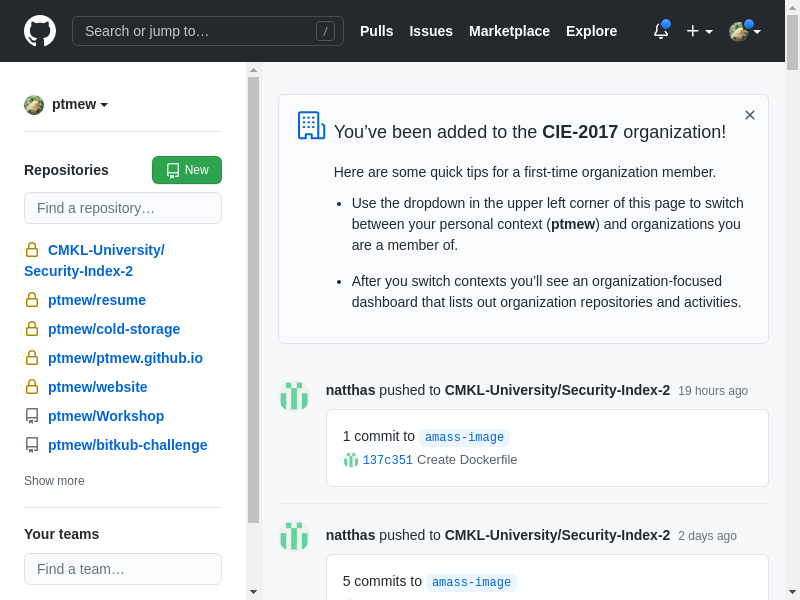 Search or jump to…
/
Pulls
Issues
Marketplace
Explore
ptmew
Repositories
New
Find a repository…
CMKL-University/
Security-Index-2
ptmew/resume
ptmew/cold-storage
ptmew/ptmew.github.io
ptmew/website
ptmew/Workshop
ptmew/bitkub-challenge
Show more
Your teams
Find a team…
You’ve been added to the CIE-2017 organization!
Here are some quick tips for a first-time organization member.
Use the dropdown in the upper left corner of this page to switch
between your personal context (ptmew) and organizations you
are a member of.
After you switch contexts you’ll see an organization-focused
dashboard that lists out organization repositories and activities.
natthas pushed to CMKL-University/Security-Index-2 19 hours ago
1 commit to amass-image
137c351 Create Dockerfile
natthas pushed to CMKL-University/Security-Index-2 2 days ago
5 commits to amass-image